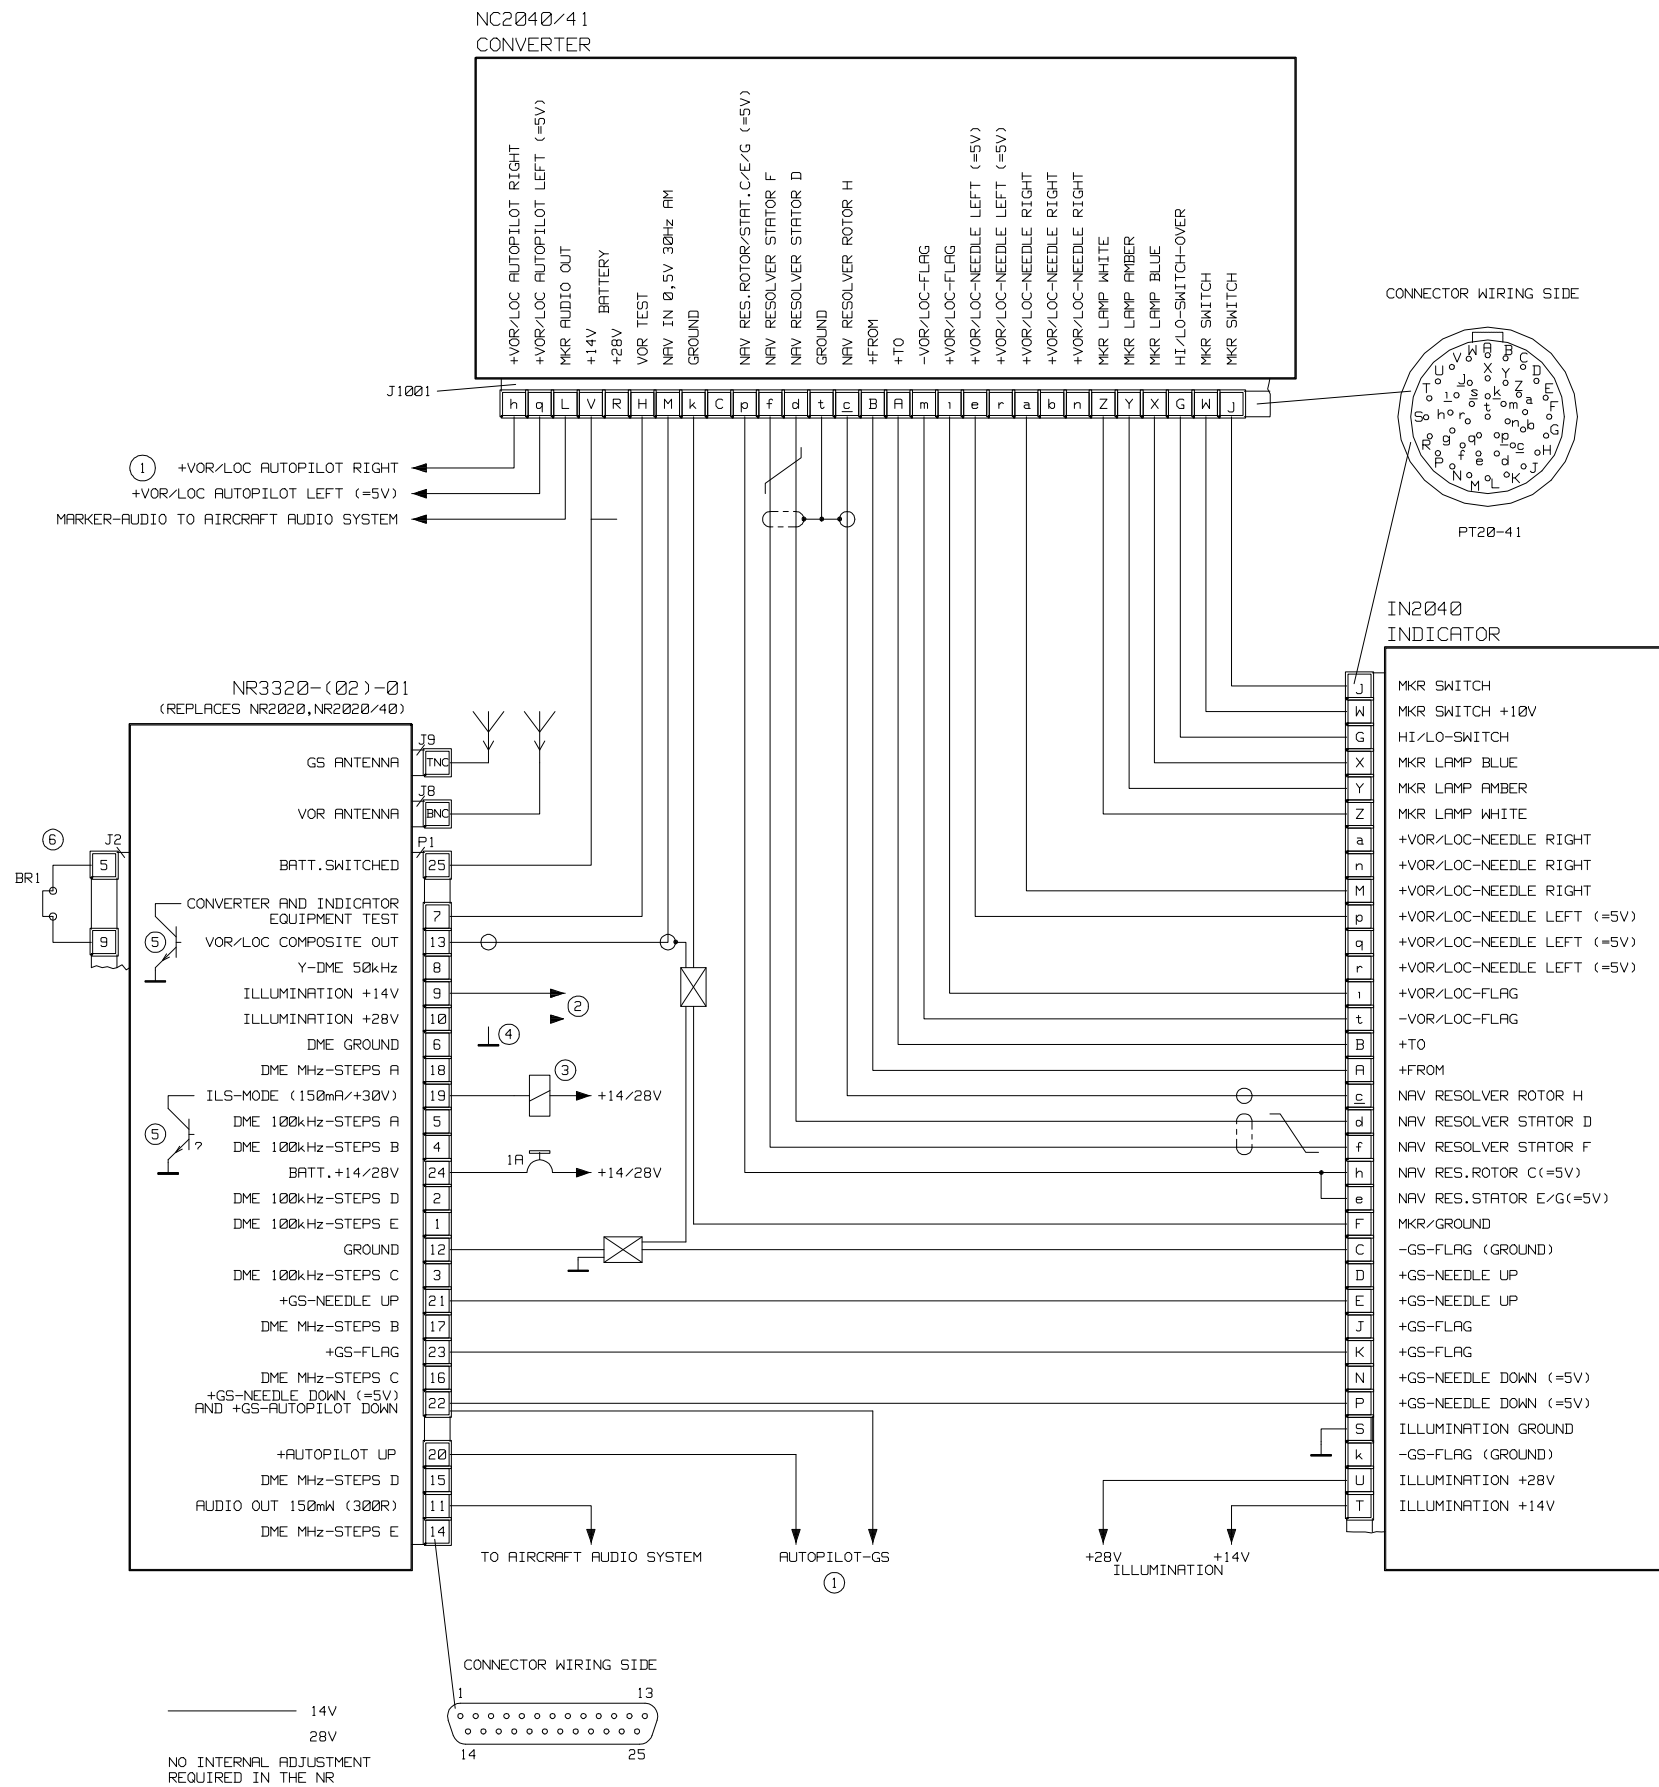 NC2040/41
CONVERTER
+VOR/LOC AUTOPILOT RIGHT
+VOR/LOC AUTOPILOT LEFT (=5V)
MKR AUDIO OUT
+14V
BATTERY
+28V
VOR TEST
NAV IN 0,5V 30Hz AM
GROUND
NAV RES.ROTOR/STAT.C/E/G (=5V)
NAV RESOLVER STATOR F
NAV RESOLVER STATOR D
GROUND
NAV RESOLVER ROTOR H
+FROM
+TO
-VOR/LOC-FLAG
+VOR/LOC-FLAG
+VOR/LOC-NEEDLE LEFT (=5V)
+VOR/LOC-NEEDLE LEFT (=5V)
+VOR/LOC-NEEDLE RIGHT
+VOR/LOC-NEEDLE RIGHT
+VOR/LOC-NEEDLE RIGHT
MKR LAMP WHITE
MKR LAMP AMBER
MKR LAMP BLUE
HI/LO-SWITCH-OVER
MKR SWITCH
MKR SWITCH
J1001
h q L V R H M k C p f d t c B A m i e r a b n Z Y X G W J
CONNECTOR WIRING SIDE
A B C D E F G H J K L M N P R S T U V W
X Y Z a b c d e f g h i j k m n p q r s t
PT20-41
1 +VOR/LOC AUTOPILOT RIGHT
+VOR/LOC AUTOPILOT LEFT (=5V)
MARKER-AUDIO TO AIRCRAFT AUDIO SYSTEM
IN2040
INDICATOR
J MKR SWITCH
W MKR SWITCH +10V
G HI/LO-SWITCH
X MKR LAMP BLUE
Y MKR LAMP AMBER
Z MKR LAMP WHITE
a +VOR/LOC-NEEDLE RIGHT
n +VOR/LOC-NEEDLE RIGHT
M +VOR/LOC-NEEDLE RIGHT
p +VOR/LOC-NEEDLE LEFT (=5V)
q +VOR/LOC-NEEDLE LEFT (=5V)
r +VOR/LOC-NEEDLE LEFT (=5V)
i +VOR/LOC-FLAG
t -VOR/LOC-FLAG
B +TO
A +FROM
c NAV RESOLVER ROTOR H
d NAV RESOLVER STATOR D
f NAV RESOLVER STATOR F
h NAV RES.ROTOR C(=5V)
e NAV RES.STATOR E/G(=5V)
F MKR/GROUND
C -GS-FLAG (GROUND)
D +GS-NEEDLE UP
E +GS-NEEDLE UP
J +GS-FLAG
K +GS-FLAG
N +GS-NEEDLE DOWN (=5V)
P +GS-NEEDLE DOWN (=5V)
S ILLUMINATION GROUND
k -GS-FLAG (GROUND)
U ILLUMINATION +28V
T ILLUMINATION +14V
NR3320-(02)-01
(REPLACES NR2020,NR2020/40)
J9
GS ANTENNA TNC
J8
VOR ANTENNA BNC
6
J2
P1
5
BR1
9
BATT.SWITCHED 25
CONVERTER AND INDICATOR
EQUIPMENT TEST 7
5
VOR/LOC COMPOSITE OUT 13
Y-DME 50kHz 8
ILLUMINATION +14V 9
2
ILLUMINATION +28V 10
4
DME GROUND 6
DME MHz-STEPS A 18
3
ILS-MODE (150mA/+30V) 19 +14/28V
DME 100kHz-STEPS A 5
5
?
DME 100kHz-STEPS B 4
1A
BATT.+14/28V 24 +14/28V
DME 100kHz-STEPS D 2
DME 100kHz-STEPS E 1
GROUND 12
DME 100kHz-STEPS C 3
+GS-NEEDLE UP 21
DME MHz-STEPS B 17
+GS-FLAG 23
DME MHz-STEPS C 16
+GS-NEEDLE DOWN (=5V)
AND +GS-AUTOPILOT DOWN 22
+AUTOPILOT UP 20
DME MHz-STEPS D 15
AUDIO OUT 150mW (300R) 11
DME MHz-STEPS E 14
TO AIRCRAFT AUDIO SYSTEM
AUTOPILOT-GS
1
+28V +14V
ILLUMINATION
CONNECTOR WIRING SIDE
1 13
14 25
14V
28V
NO INTERNAL ADJUSTMENT
REQUIRED IN THE NR